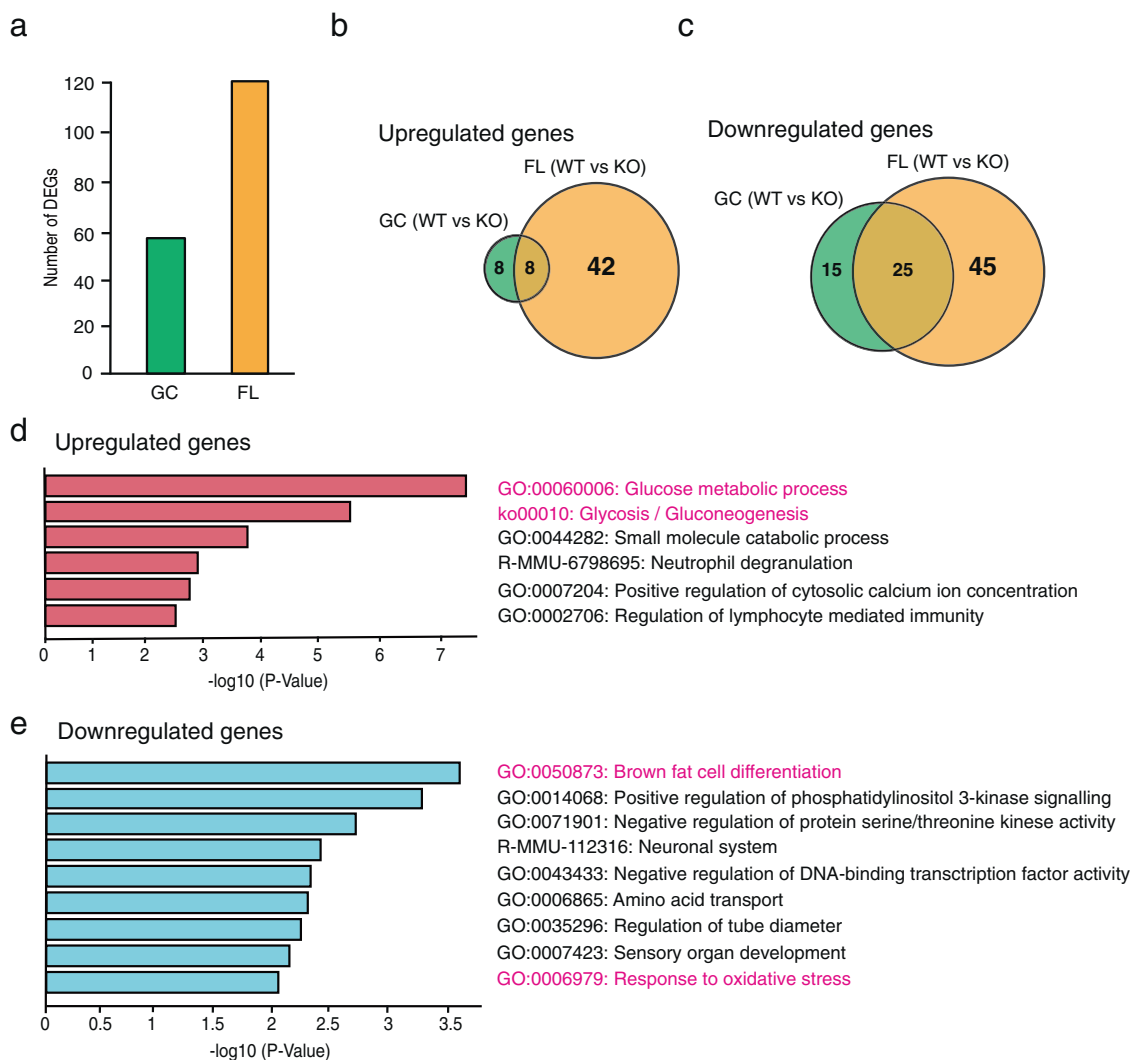 a
b
c
120
100
80
60
40
20
0
Number of DEGs
GC
FL
Upregulated genes
FL (WT vs KO)
GC (WT vs KO)
8
8
42
Downregulated genes
FL (WT vs KO)
GC (WT vs KO)
15
25
45
d
Upregulated genes
GO:00060006: Glucose metabolic process
ko00010: Glycosis / Gluconeogenesis
GO:0044282: Small molecule catabolic process
R-MMU-6798695: Neutrophil degranulation
GO:0007204: Positive regulation of cytosolic calcium ion concentration
GO:0002706: Regulation of lymphocyte mediated immunity
0 1 2 3 4 5 6 7
-log10 (P-Value)
e
Downregulated genes
GO:0050873: Brown fat cell differentiation
GO:0014068: Positive regulation of phosphatidylinositol 3-kinase signalling
GO:0071901: Negative regulation of protein serine/threonine kinase activity
R-MMU-112316: Neuronal system
GO:0043433: Negative regulation of DNA-binding transctription factor activity
GO:0006865: Amino acid transport
GO:0035296: Regulation of tube diameter
GO:0007423: Sensory organ development
GO:0006979: Response to oxidative stress
0 0.5 1 1.5 2 2.5 3 3.5
-log10 (P-Value)